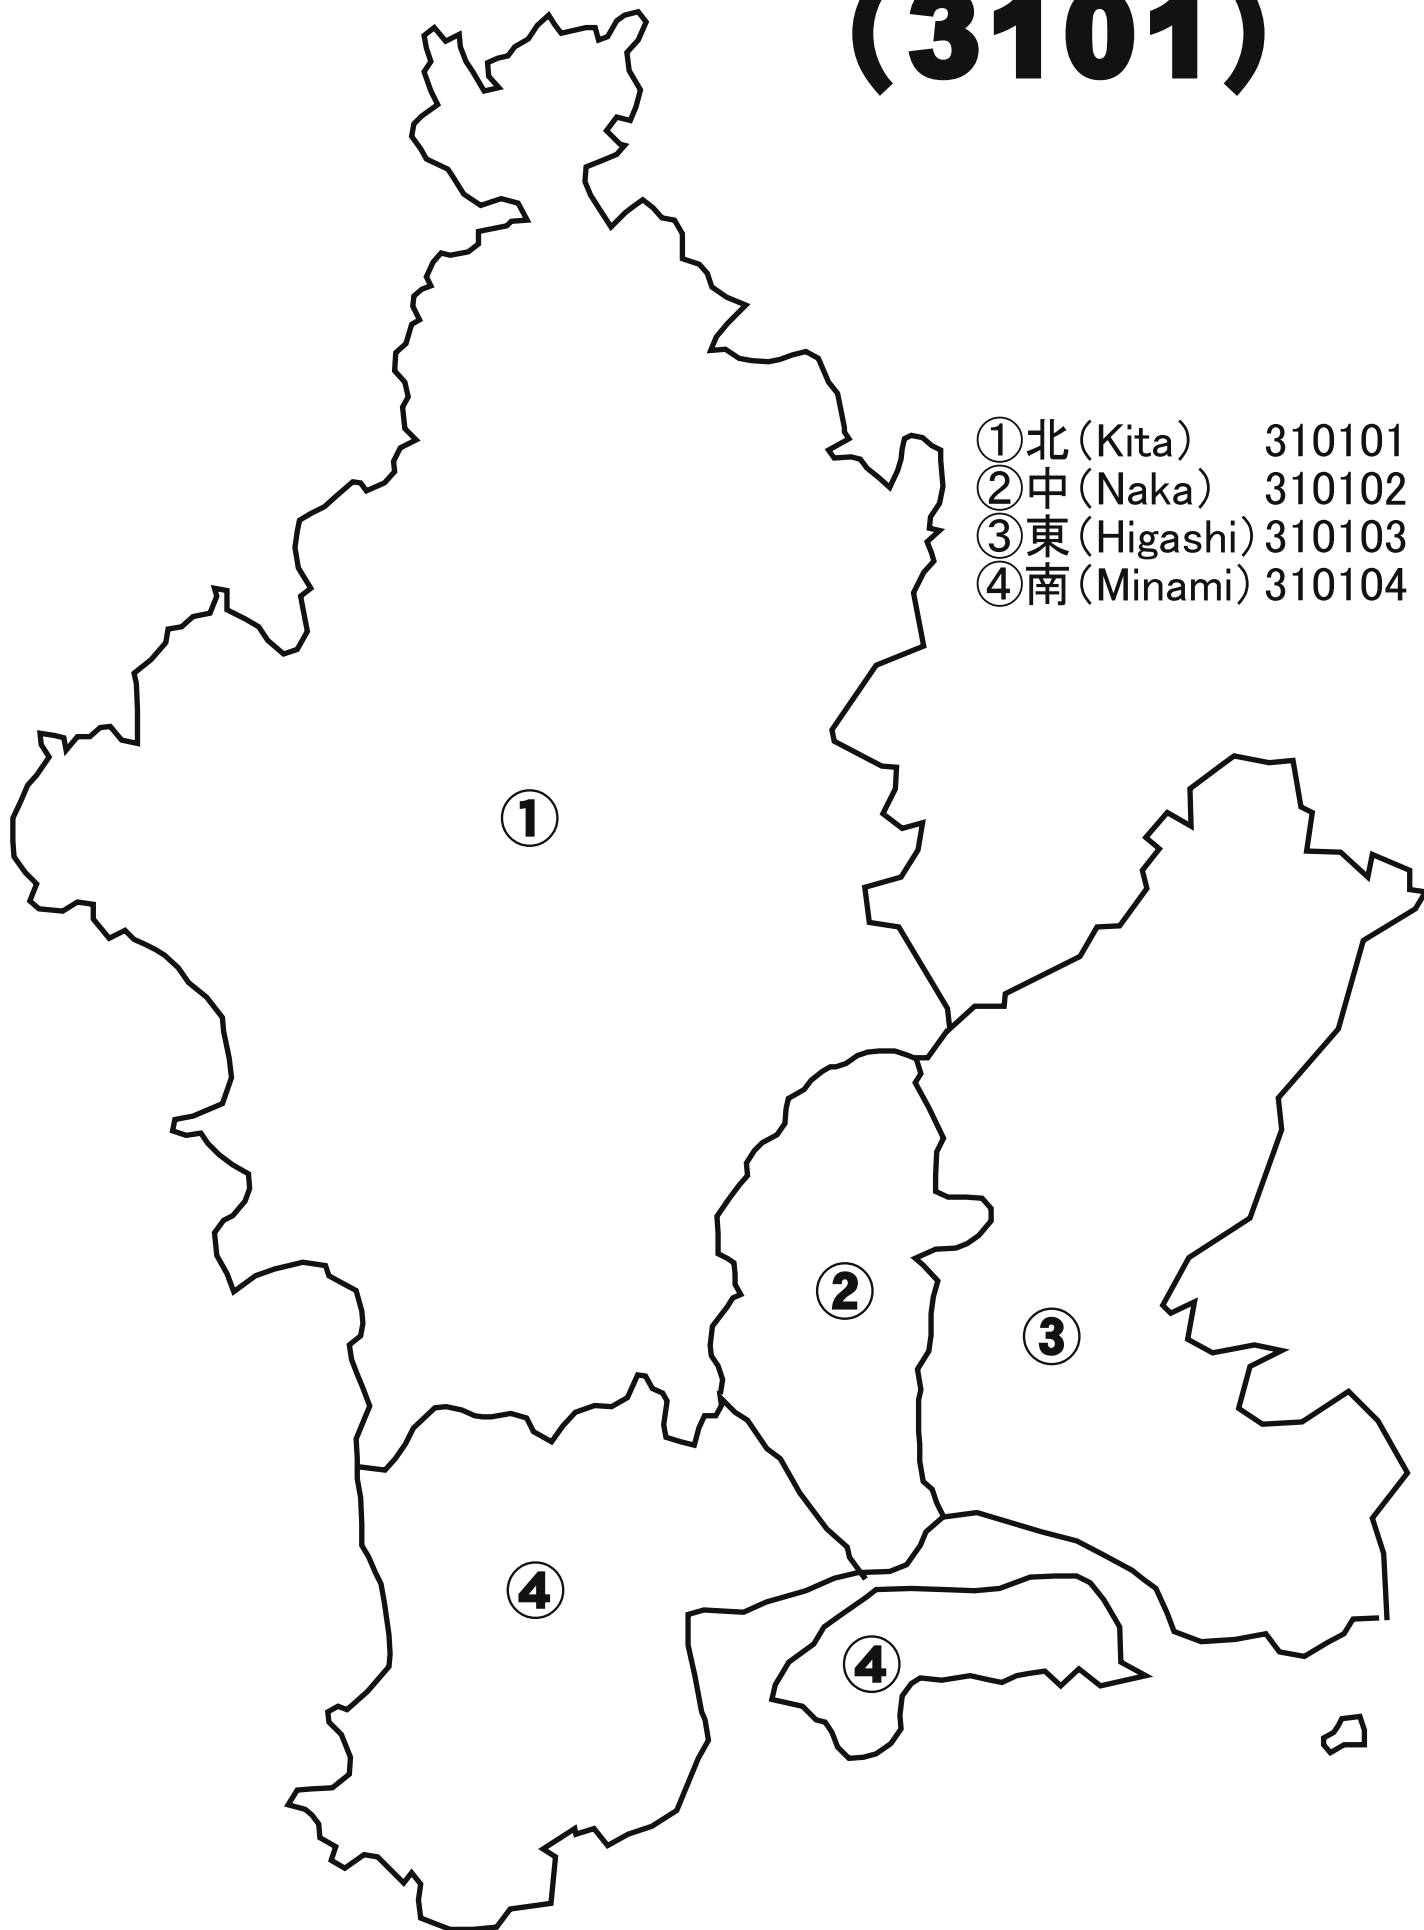 (3101)
①北(Kita) 310101
②中(Naka) 310102
③東(Higashi) 310103
④南(Minami) 310104
①
②
③
④
④